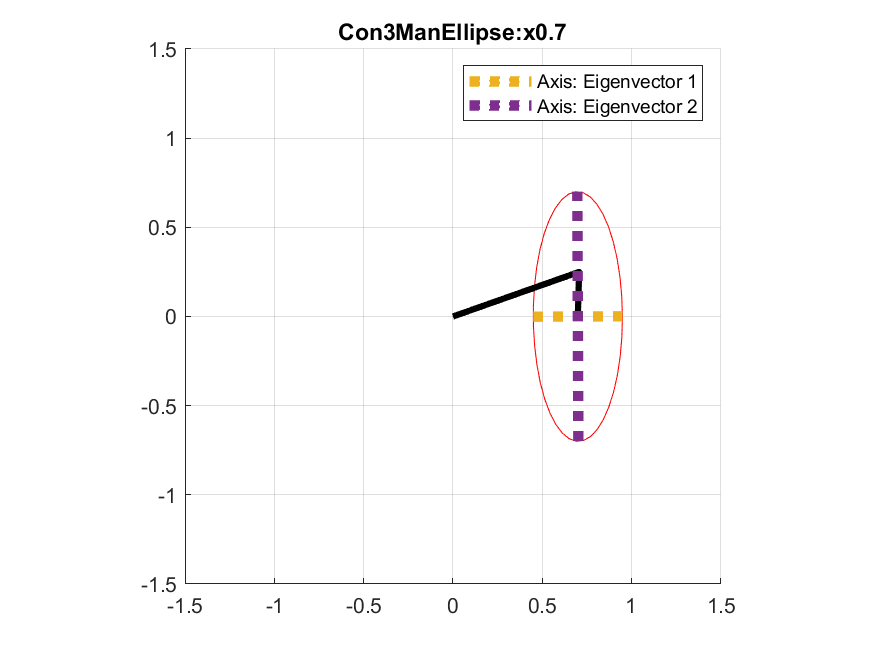 Con3ManEllipse:x0.7
1.5
Axis: Eigenvector 1
Axis: Eigenvector 2
1
0.5
0
-0.5
-1
-1.5
-1.5 -1 -0.5 0 0.5 1 1.5